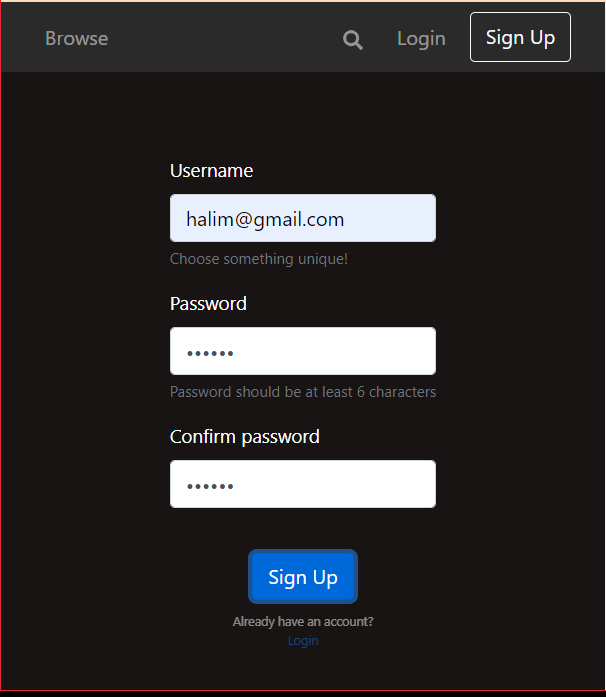 Browse Login Sign Up
Username
halim@gmail.com
Choose something unique!
Password
••••••
Password should be at least 6 characters
Confirm password
••••••
Sign Up
Already have an account?
Login